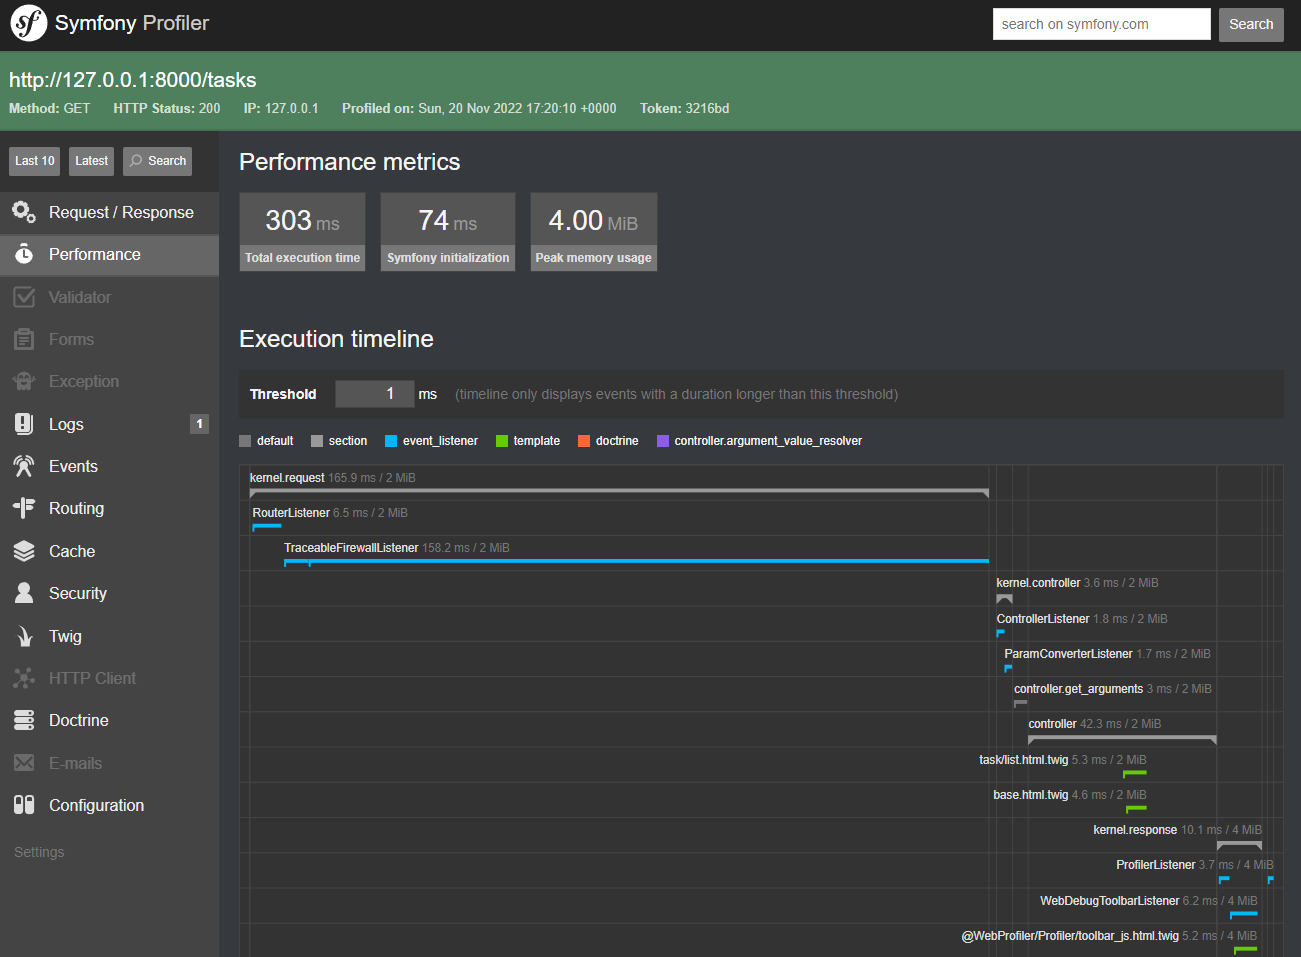 sf Symfony Profiler
search on symfony.com
Search
http://127.0.0.1:8000/tasks
Method: GET HTTP Status: 200 IP: 127.0.0.1 Profiled on: Sun, 20 Nov 2022 17:20:10 +0000 Token: 3216bd
Last 10
Latest
Search
Request / Response
Performance
Validator
Forms
Exception
Logs 1
Events
Routing
Cache
Security
Twig
HTTP Client
Doctrine
E-mails
Configuration
Settings
Performance metrics
303 ms
Total execution time
74 ms
Symfony initialization
4.00 MiB
Peak memory usage
Execution timeline
Threshold 1 ms (timeline only displays events with a duration longer than this threshold)
default section event_listener template doctrine controller.argument_value_resolver
kernel.request 165.9 ms / 2 MiB
RouterListener 6.5 ms / 2 MiB
TraceableFirewallListener 158.2 ms / 2 MiB
kernel.controller 3.6 ms / 2 MiB
ControllerListener 1.8 ms / 2 MiB
ParamConverterListener 1.7 ms / 2 MiB
controller.get_arguments 3 ms / 2 MiB
controller 42.3 ms / 2 MiB
task/list.html.twig 5.3 ms / 2 MiB
base.html.twig 4.6 ms / 2 MiB
kernel.response 10.1 ms / 4 MiB
ProfilerListener 3.7 ms / 4 MiB
WebDebugToolbarListener 6.2 ms / 4 MiB
@WebProfiler/Profiler/toolbar_js.html.twig 5.2 ms / 4 MiB